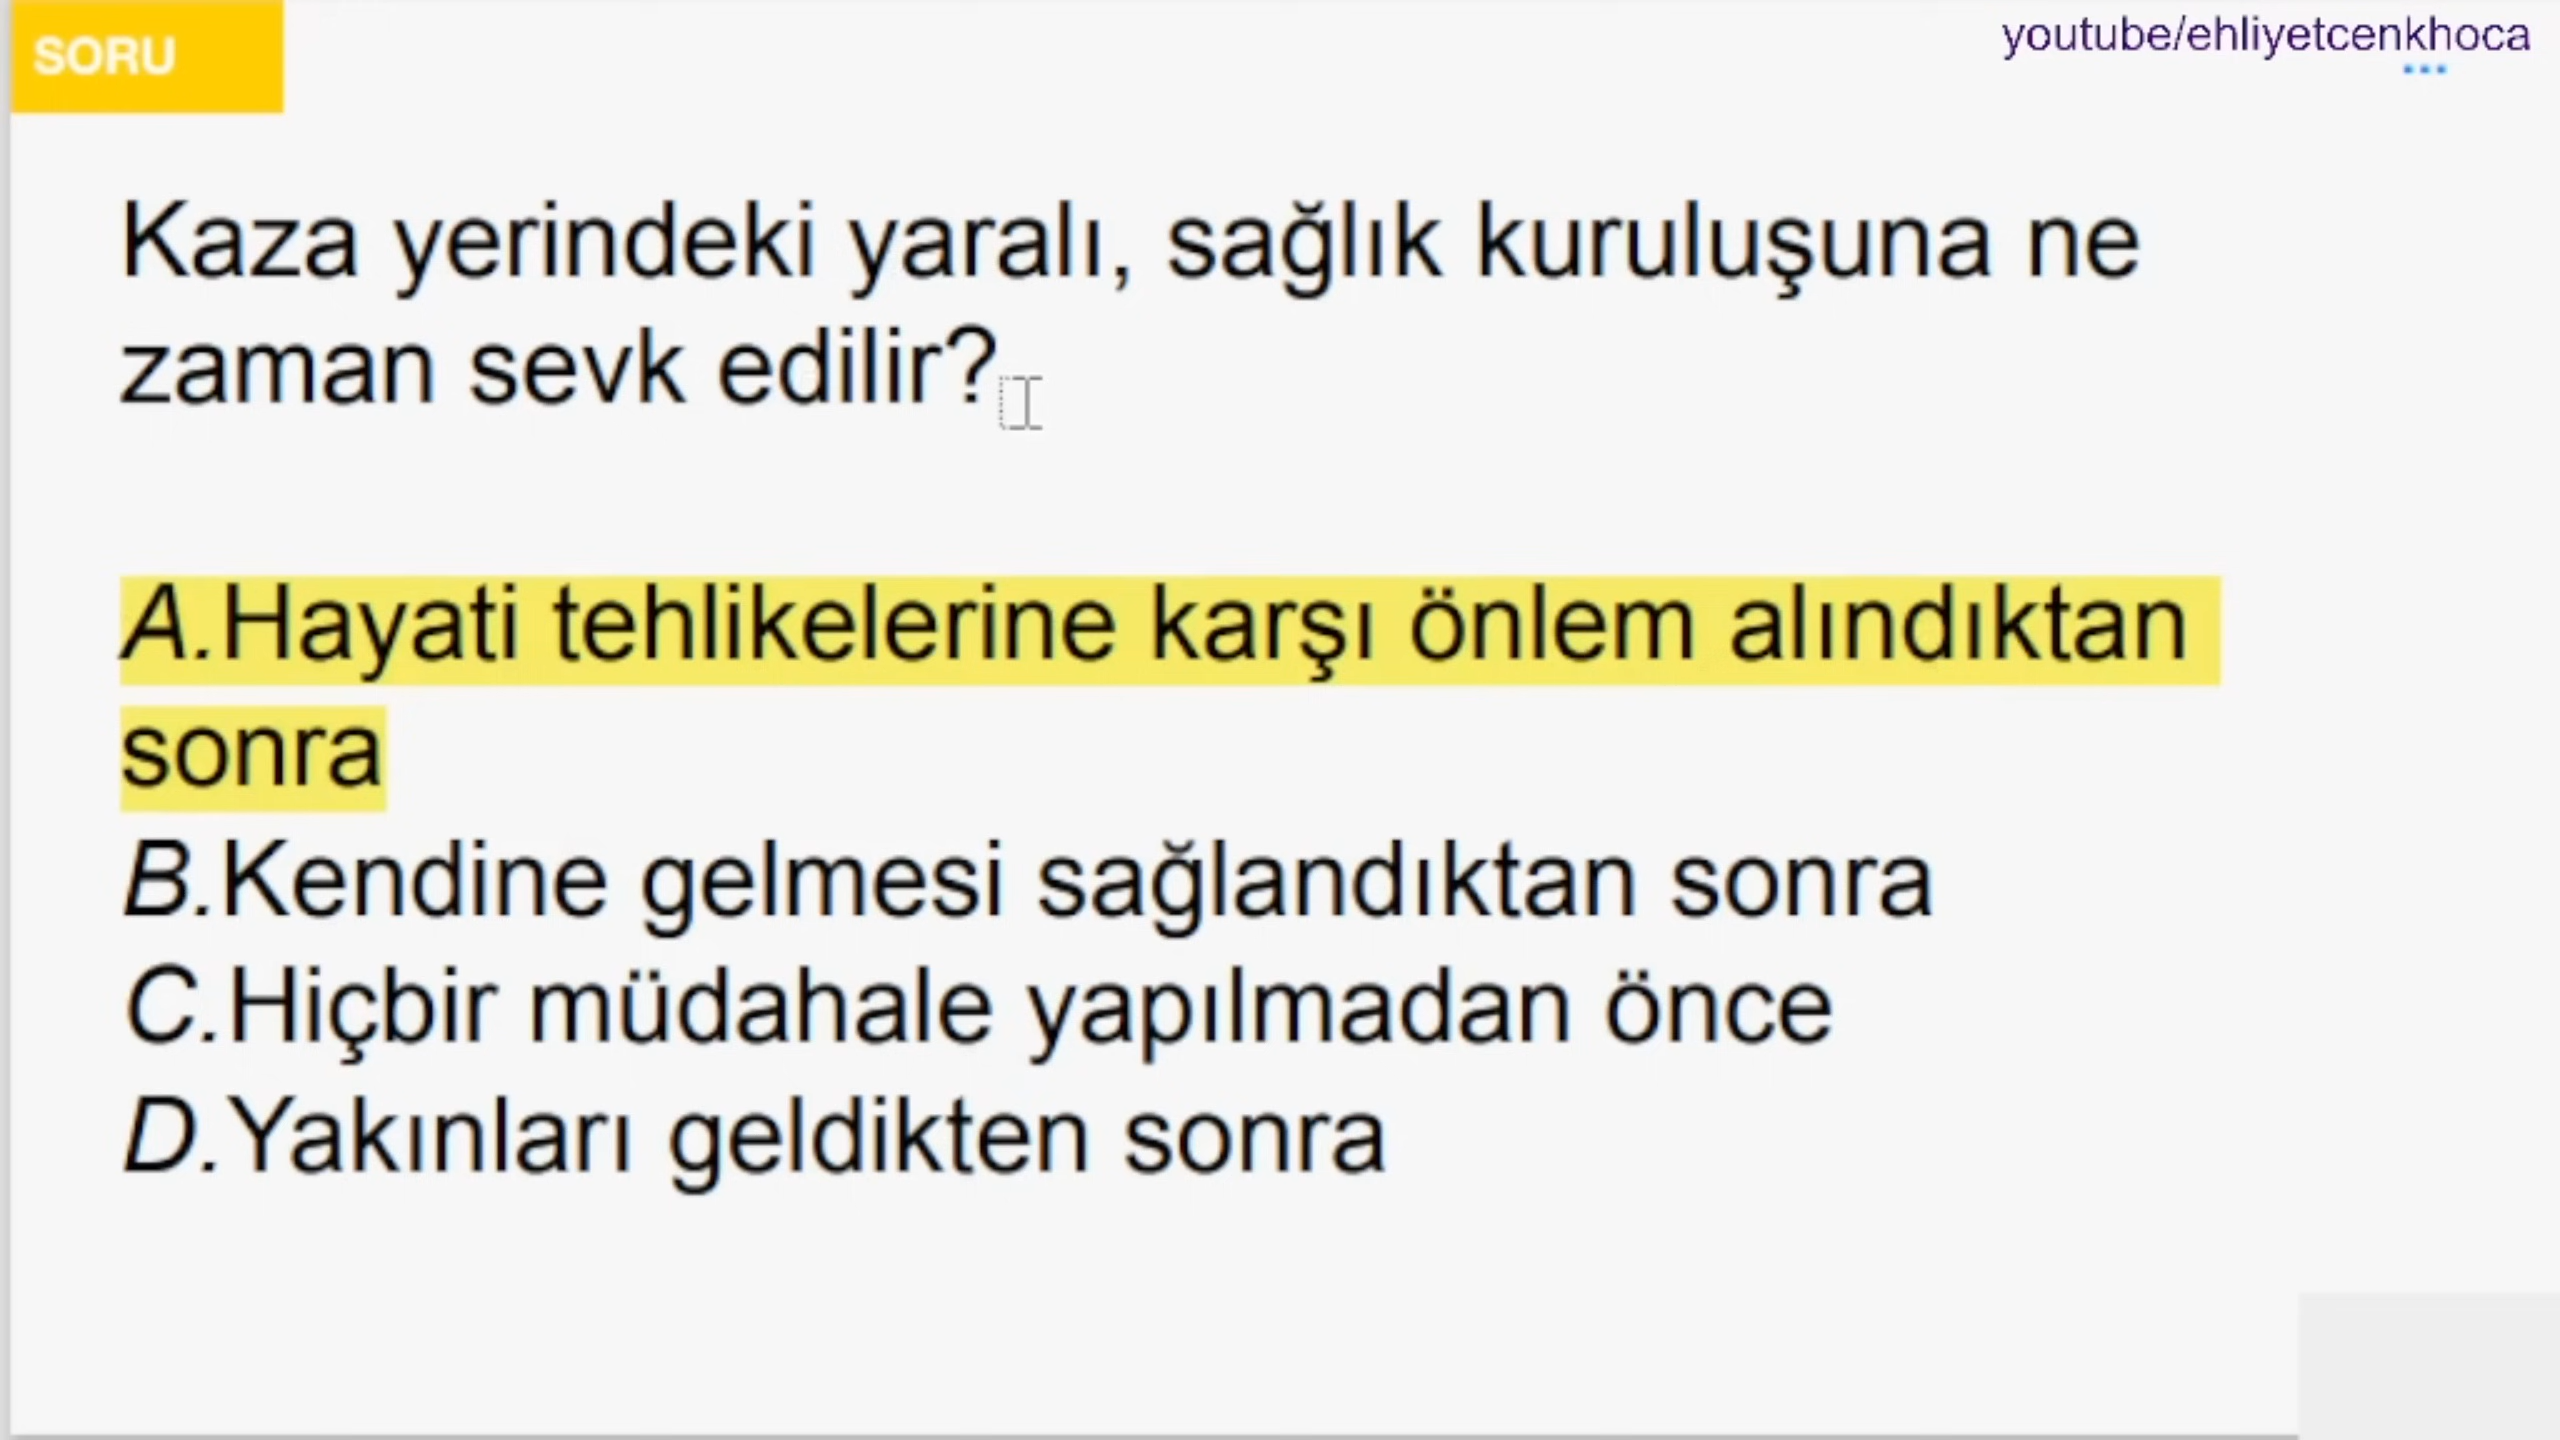 SORU
youtube/ehliyetcenkhoca
Kaza yerindeki yaralı, sağlık kuruluşuna ne
zaman sevk edilir?
A.Hayati tehlikelerine karşı önlem alındıktan
sonra
B.Kendine gelmesi sağlandıktan sonra
C.Hiçbir müdahale yapılmadan önce
D.Yakınları geldikten sonra